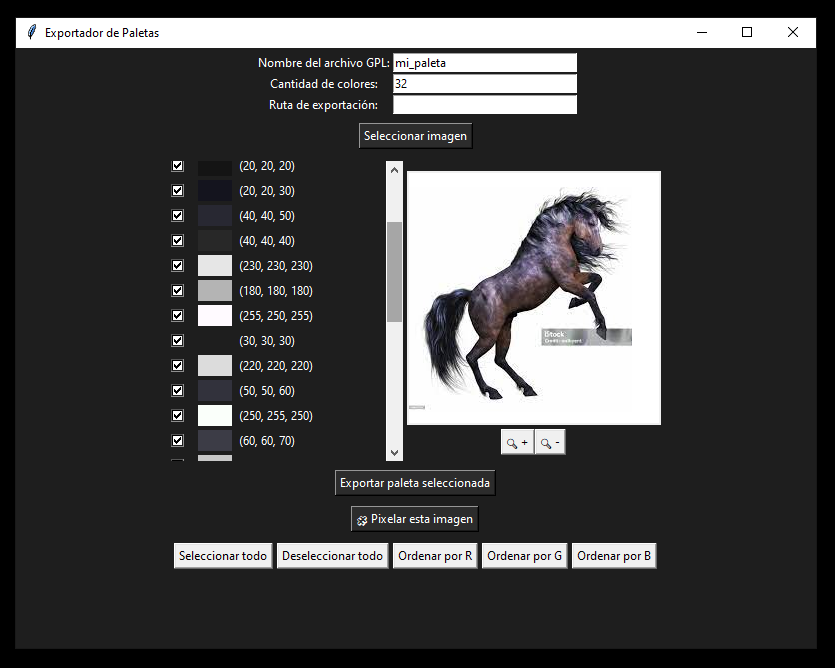 Exportador de Paletas
Nombre del archivo GPL: mi_paleta
Cantidad de colores: 32
Ruta de exportación:
Seleccionar imagen
(20, 20, 20)
(20, 20, 30)
(40, 40, 50)
(40, 40, 40)
(230, 230, 230)
(180, 180, 180)
(255, 250, 255)
(30, 30, 30)
(220, 220, 220)
(50, 50, 60)
(250, 255, 250)
(60, 60, 70)
iStock
+ -
Exportar paleta seleccionada
Pixelar esta imagen
Seleccionar todo Deseleccionar todo Ordenar por R Ordenar por G Ordenar por B